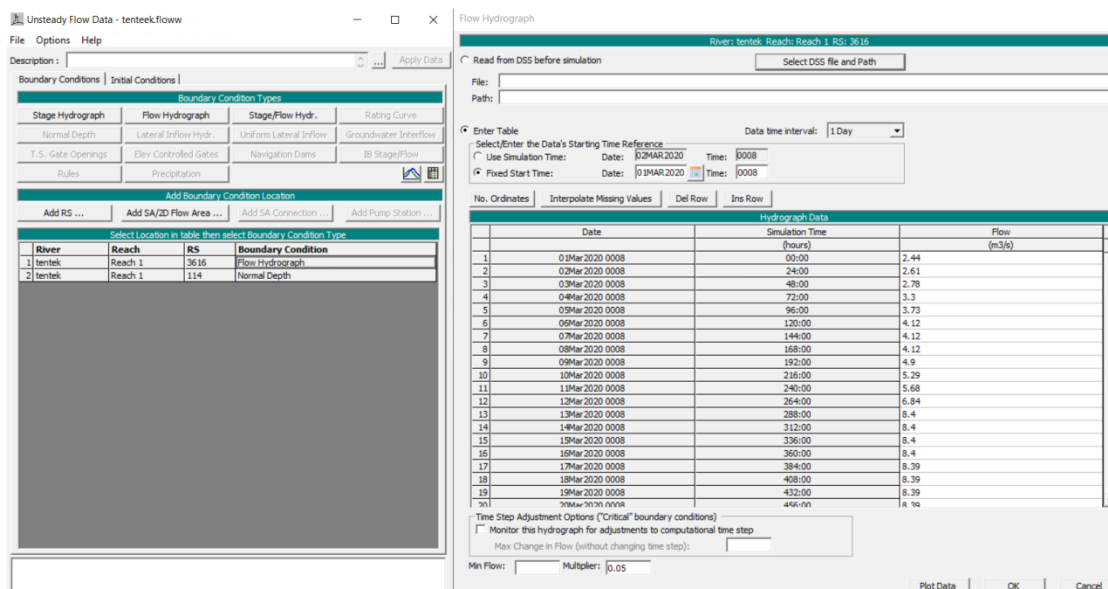 Unsteady Flow Data - tenteek.floww
File Options Help
Description : ... Apply Data
Boundary Conditions Initial Conditions
Boundary Condition Types
Stage Hydrograph Flow Hydrograph Stage/Flow Hydr. Rating Curve
Normal Depth Lateral Inflow Hydr. Uniform Lateral Inflow Groundwater Interflow
T.S. Gate Openings Elev Controlled Gates Navigation Dams IB Stage/Flow
Rules Precipitation
Add Boundary Condition Location
Add RS ... Add SA/2D Flow Area ... Add SA Connection ... Add Pump Station ...
Select Location in table then select Boundary Condition Type
River Reach RS Boundary Condition
1 tentek Reach 1 3616 Flow Hydrograph
2 tentek Reach 1 114 Normal Depth
Flow Hydrograph
River: tentek Reach: Reach 1 RS: 3616
Read from DSS before simulation Select DSS file and Path
File:
Path:
Enter Table Data time interval: 1 Day
Select/Enter the Data's Starting Time Reference
Use Simulation Time: Date: 02MAR2020 Time: 0008
Fixed Start Time: Date: 01MAR2020 Time: 0008
No. Ordinates Interpolate Missing Values Del Row Ins Row
Hydrograph Data
Date Simulation Time Flow
(hours) (m3/s)
1 01Mar2020 0008 00:00 2.44
2 02Mar2020 0008 24:00 2.61
3 03Mar2020 0008 48:00 2.78
4 04Mar2020 0008 72:00 3.3
5 05Mar2020 0008 96:00 3.73
6 06Mar2020 0008 120:00 4.12
7 07Mar2020 0008 144:00 4.12
8 08Mar2020 0008 168:00 4.12
9 09Mar2020 0008 192:00 4.9
10 10Mar2020 0008 216:00 5.29
11 11Mar2020 0008 240:00 5.68
12 12Mar2020 0008 264:00 6.84
13 13Mar2020 0008 288:00 8.4
14 14Mar2020 0008 312:00 8.4
15 15Mar2020 0008 336:00 8.4
16 16Mar2020 0008 360:00 8.4
17 17Mar2020 0008 384:00 8.39
18 18Mar2020 0008 408:00 8.39
19 19Mar2020 0008 432:00 8.39
20 20Mar2020 0008 456:00 8.39
Time Step Adjustment Options ("Critical" boundary conditions)
Monitor this hydrograph for adjustments to computational time step
Max Change in Flow (without changing time step):
Min Flow: Multiplier: 0.05
Plot Data OK Cancel